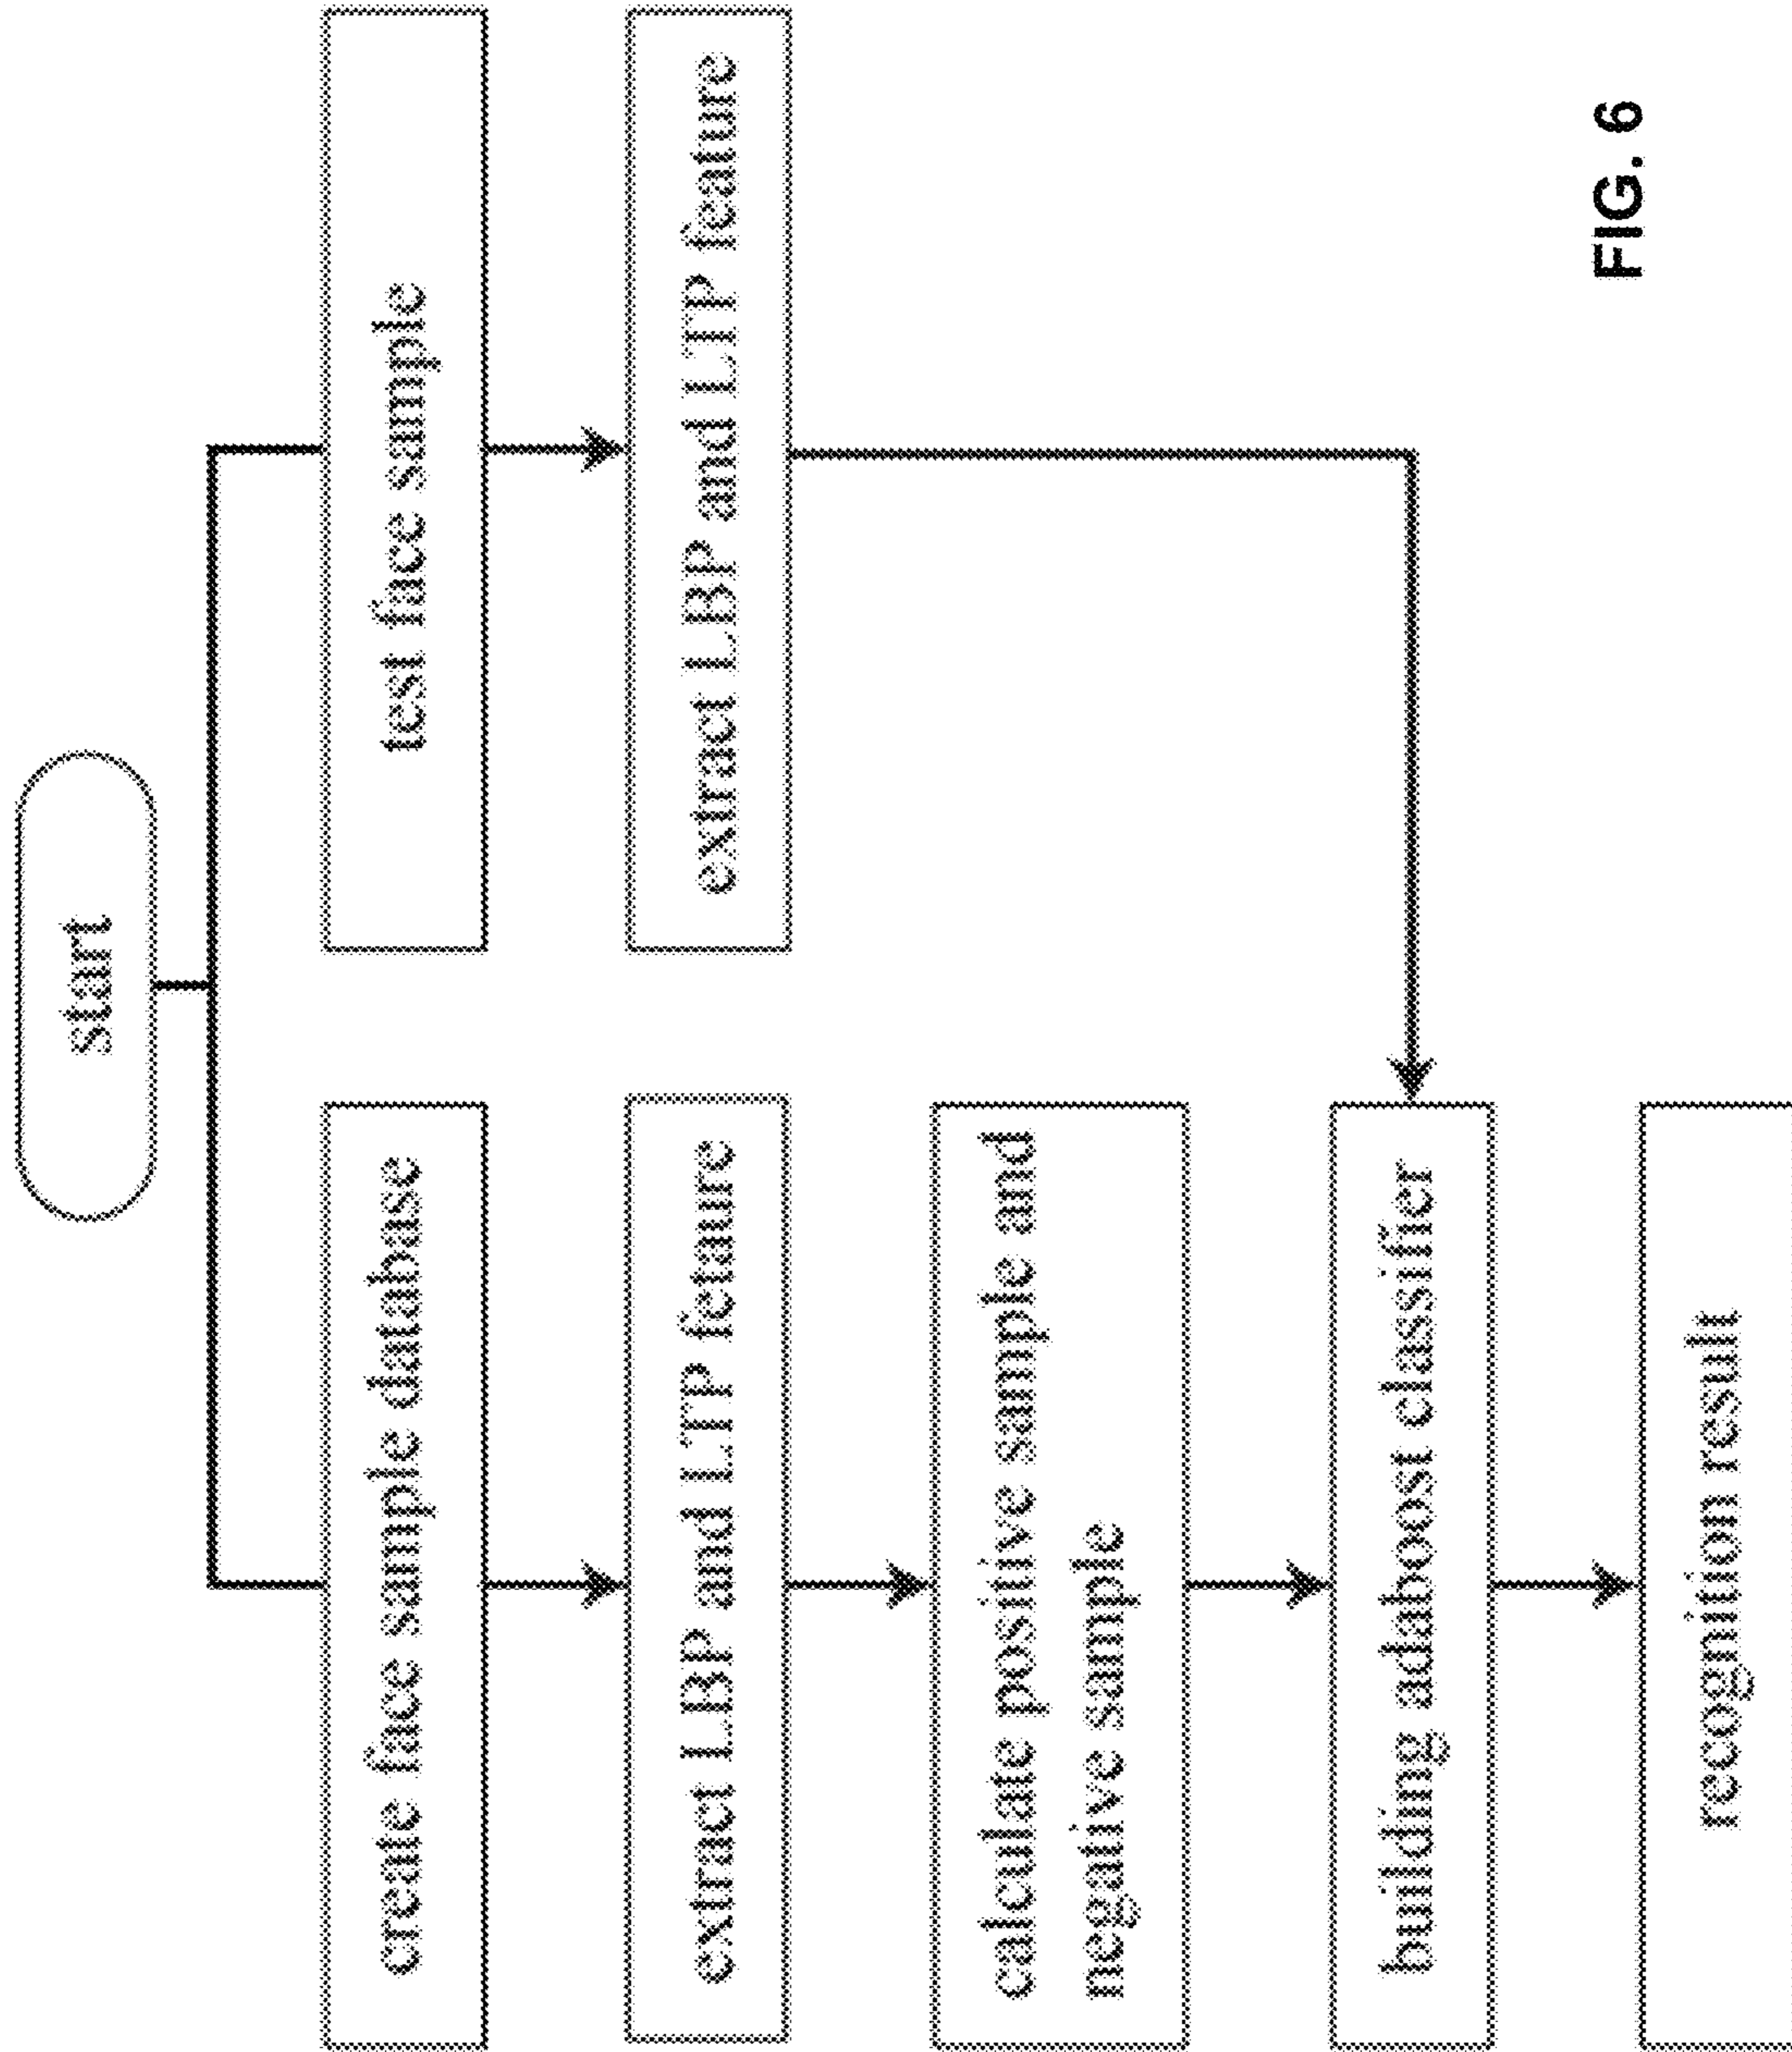 start
create face sample database
test face sample
extract LBP and LTP fetaure
extract LBP and LTP feature
calculate positive sample and
negative sample
building adaboost classifier
recognition result
FIG. 6